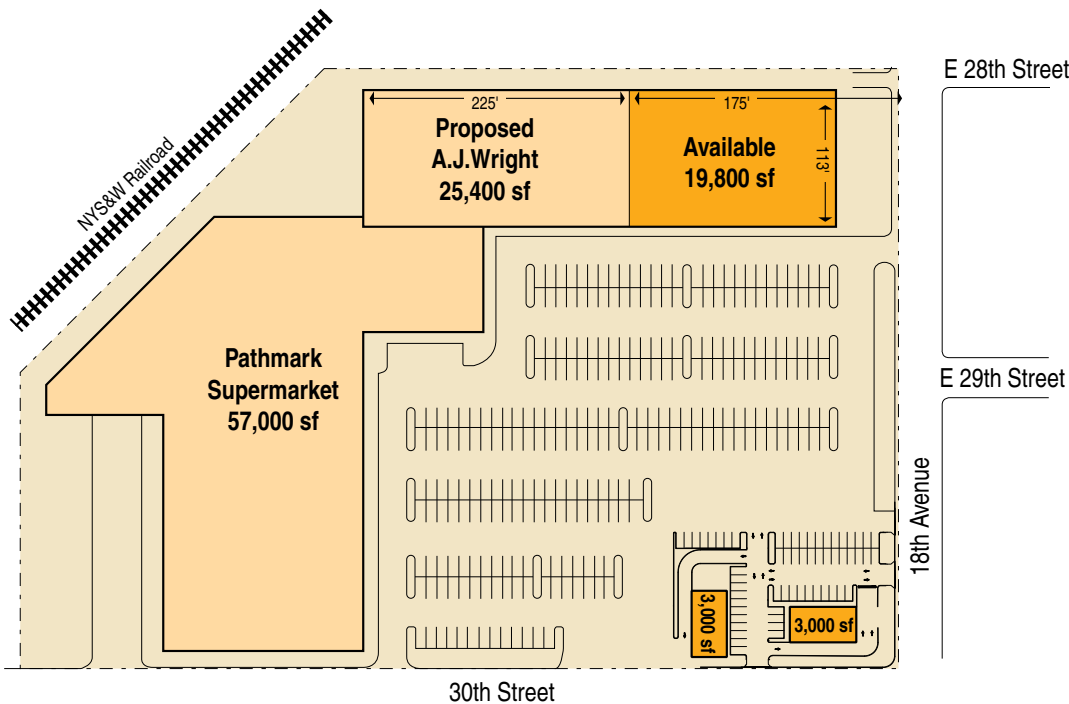 E 28th Street
225'
175'
Proposed
A.J.Wright
25,400 sf
Available
19,800 sf
113'
NYS&W Railroad
Pathmark
Supermarket
57,000 sf
E 29th Street
18th Avenue
3,000 sf
3,000 sf
30th Street